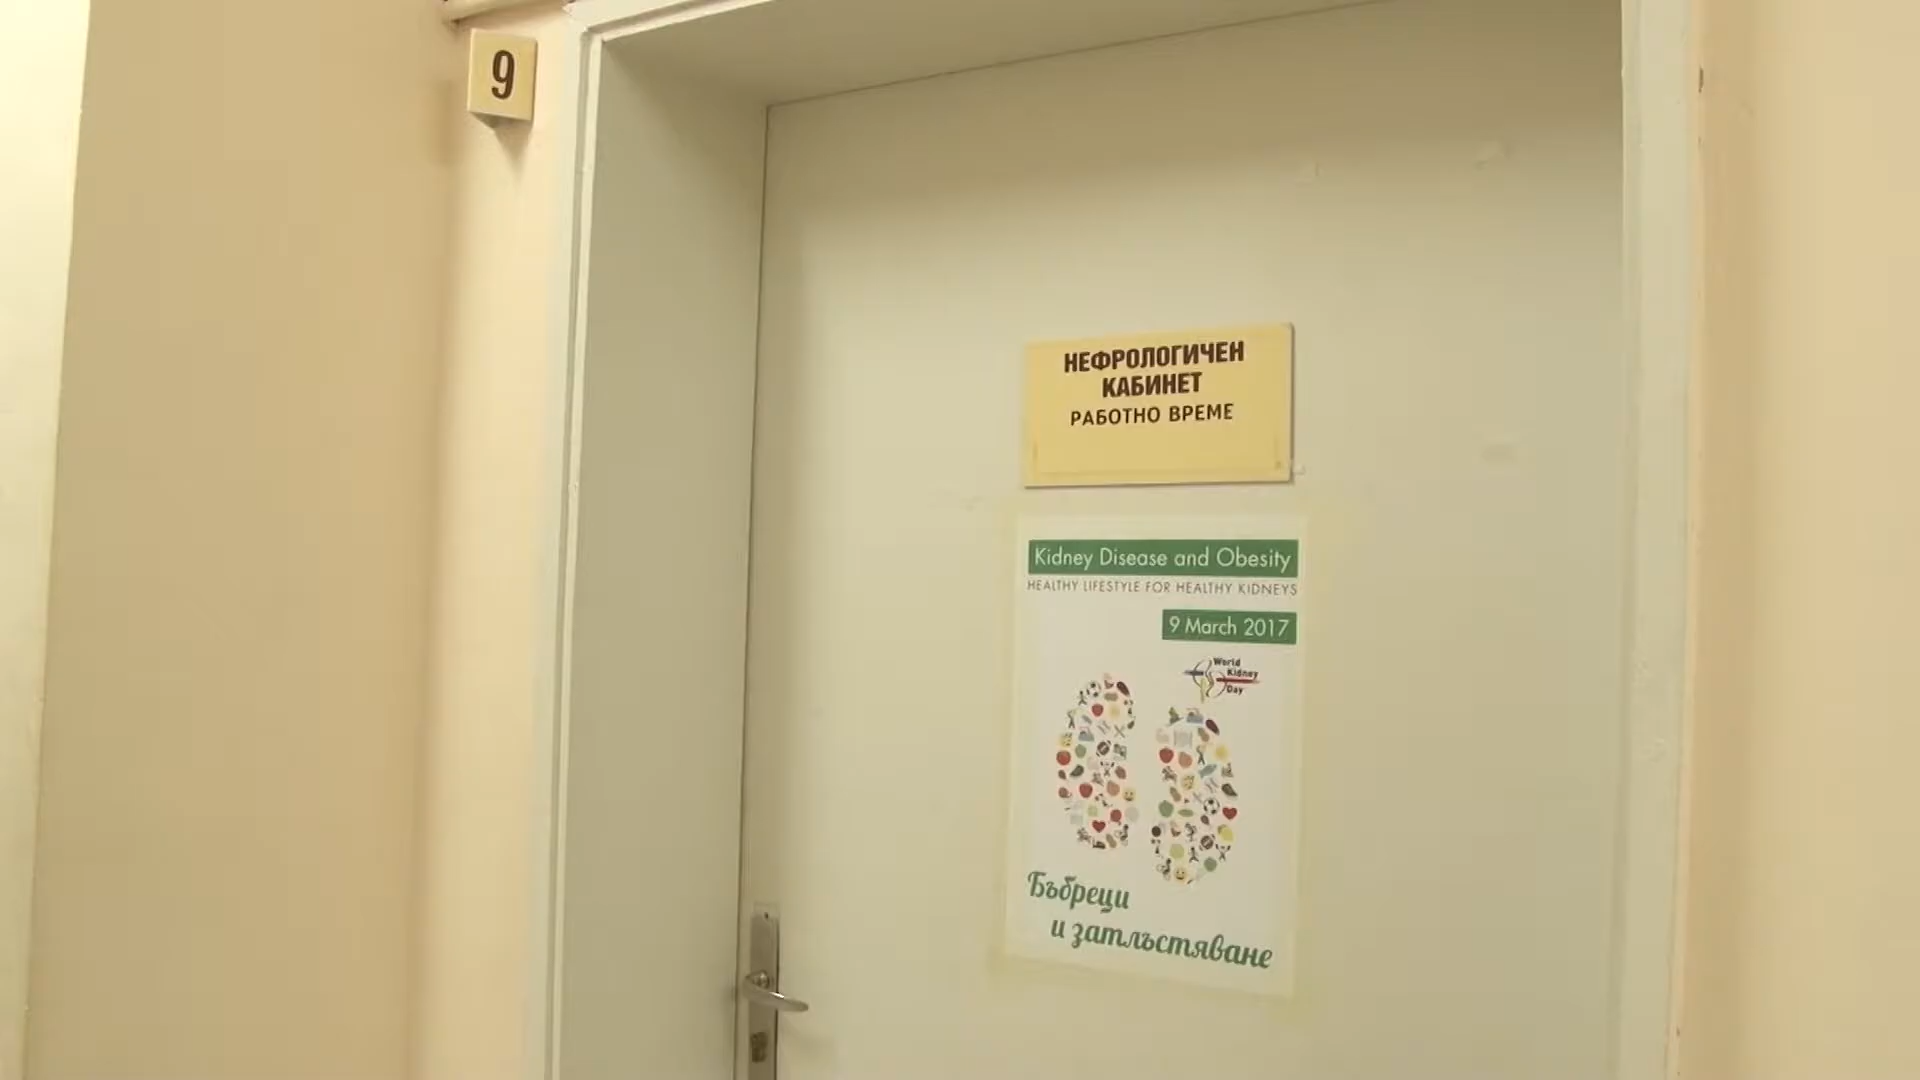 9
НЕФРОЛОГИЧЕН
КАБИНЕТ
РАБОТНО ВРЕМЕ
Kidney Disease and Obesity
HEALTHY LIFESTYLE FOR HEALTHY KIDNEYS
9 March 2017
World
Kidney
Day
Бъбреци
и затлъстяване